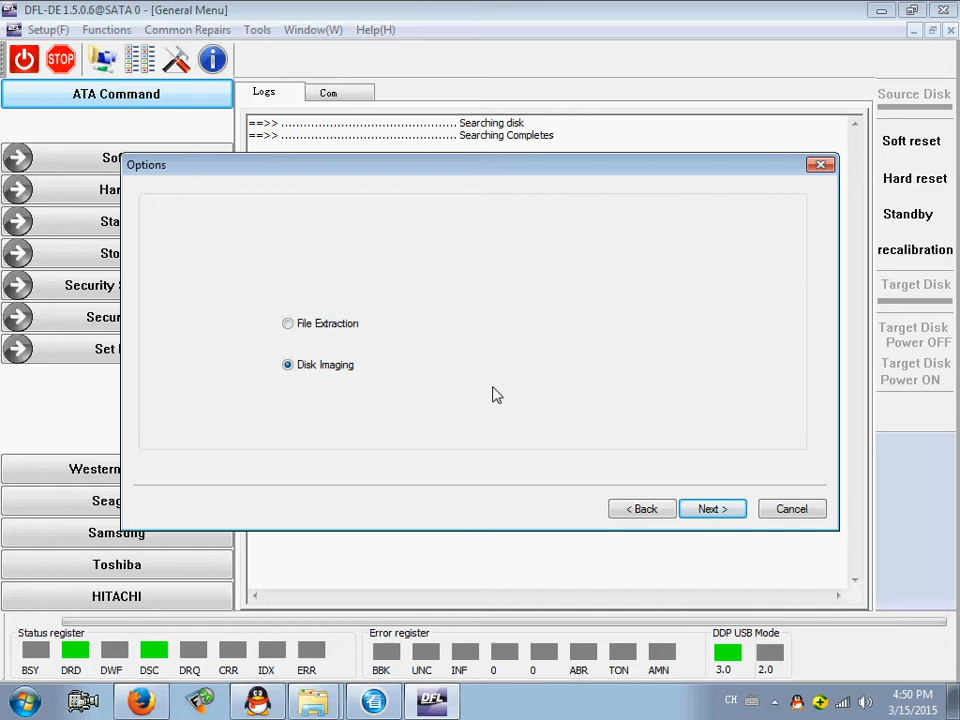 DFL-DE 1.5.0.6@SATA 0 - [General Menu]
Setup(F) Functions Common Repairs Tools Window(W) Help(H)
STOP
ATA Command
Logs Com
Source Disk
==>> ............................................... Searching disk
==>> ............................................... Searching Completes
Soft reset
Hard reset
Standby
recalibration
Target Disk
Target Disk
Power OFF
Target Disk
Power ON
Sof
Har
Sta
Sto
Security S
Secur
Set
Options
File Extraction
Disk Imaging
< Back Next > Cancel
Western
Seag
Samsung
Toshiba
HITACHI
Status register
BSY DRD DWF DSC DRQ CRR IDX ERR
Error register
BBK UNC INF 0 0 ABR TON AMN
DDP USB Mode
3.0 2.0
DFL
CH
4:50 PM
3/15/2015